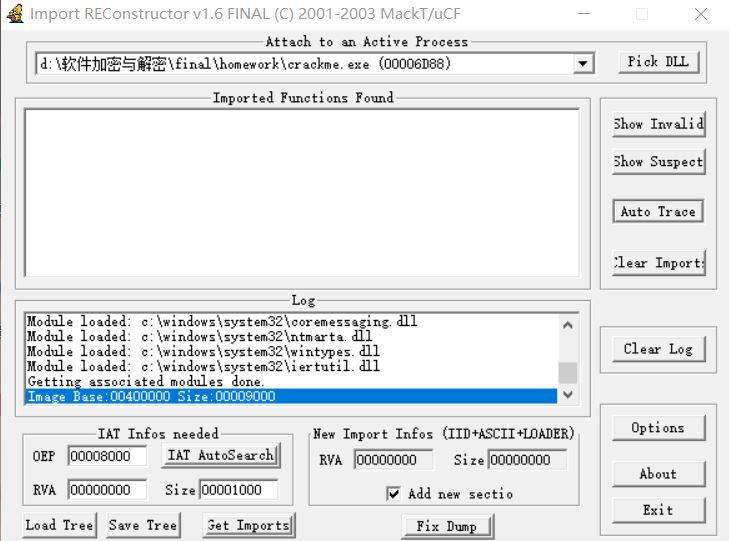 Import REConstructor v1.6 FINAL (C) 2001-2003 MackT/uCF
Attach to an Active Process
d:\软件加密与解密\final\homework\crackme.exe (00006D88)
Pick DLL
Imported Functions Found
Show Invalid
Show Suspect
Auto Trace
Clear Imports
Log
Module loaded: c:\windows\system32\coremessaging.dll
Module loaded: c:\windows\system32\ntmarta.dll
Module loaded: c:\windows\system32\wintypes.dll
Module loaded: c:\windows\system32\iertutil.dll
Getting associated modules done.
Image Base:00400000 Size:00009000
Clear Log
IAT Infos needed
OEP 00008000 IAT AutoSearch
RVA 00000000 Size 00001000
New Import Infos (IID+ASCII+LOADER)
RVA 00000000 Size 00000000
Add new sectio
Options
About
Exit
Load Tree Save Tree Get Imports Fix Dump